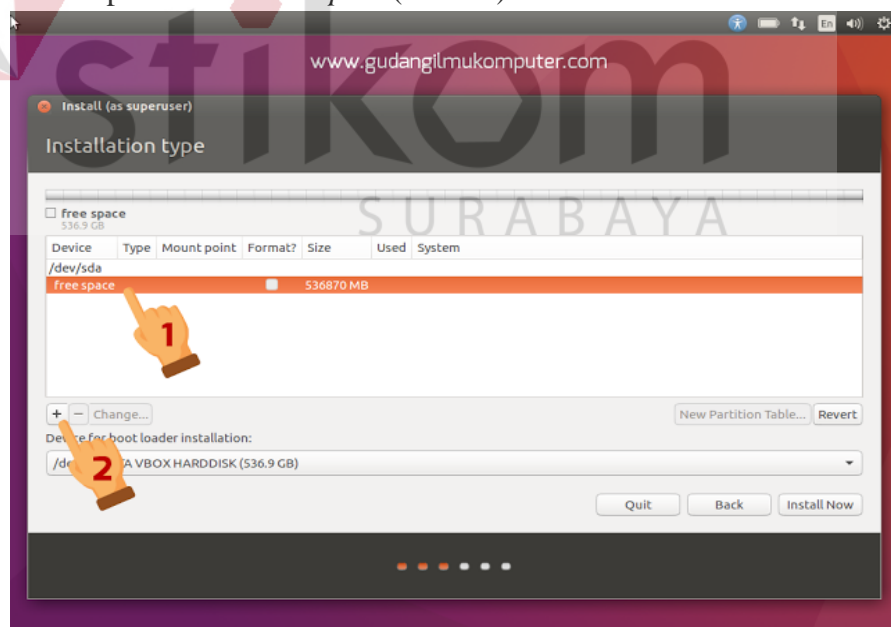 www.gudangilmukomputer.com
En
Install (as superuser)
Installation type
stikom
SURABAYA
free space
536.9 GB
Device Type Mount point Format? Size Used System
/dev/sda
free space 536870 MB
1
+ − Change... New Partition Table... Revert
boot loader installation:
VBOX HARDDISK (536.9 GB)
2
Quit Back Install Now